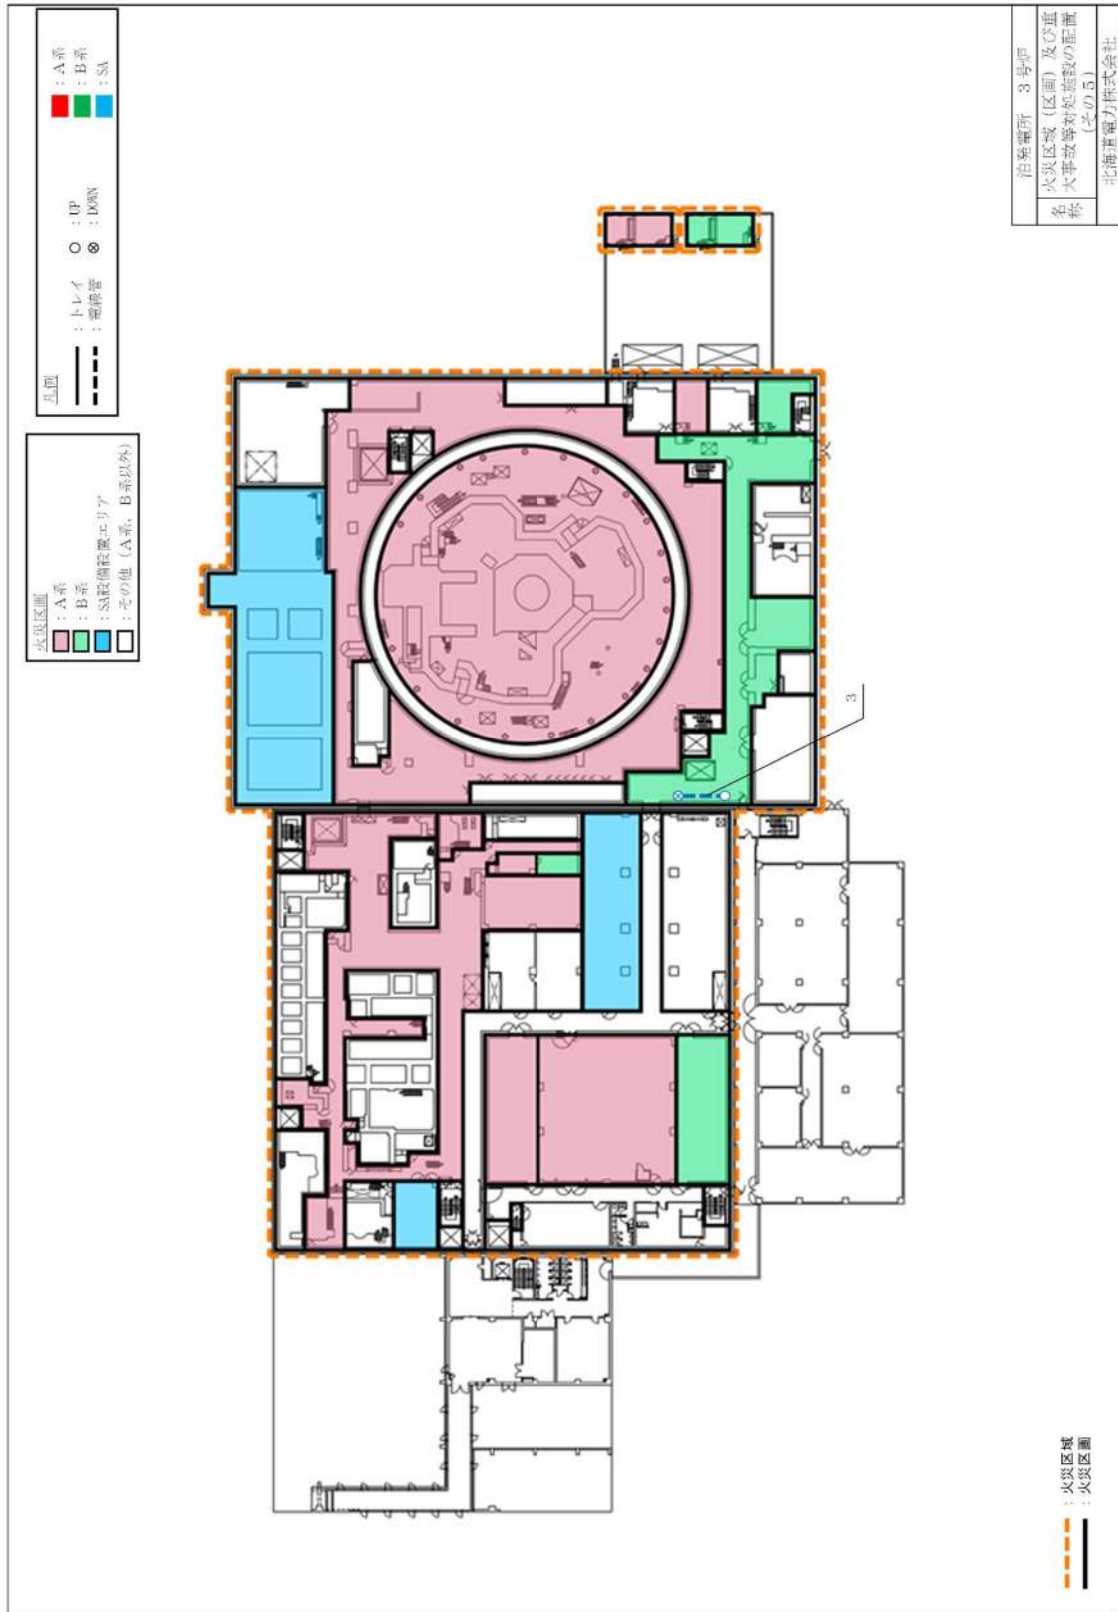 凡例
━━ : トレイ ○ : UP
╍╍ : 電線管 ⊗ : DOWN
: A系
: B系
: SA
火災区画
: A系
: B系
: SA設備設置エリア
: その他 (A系, B系以外)
3
: 火災区域
: 火災区画
泊発電所 3号炉
名称
火災区域 (区画) 及び重
大事故等対処施設の配置
(その5)
北海道電力株式会社